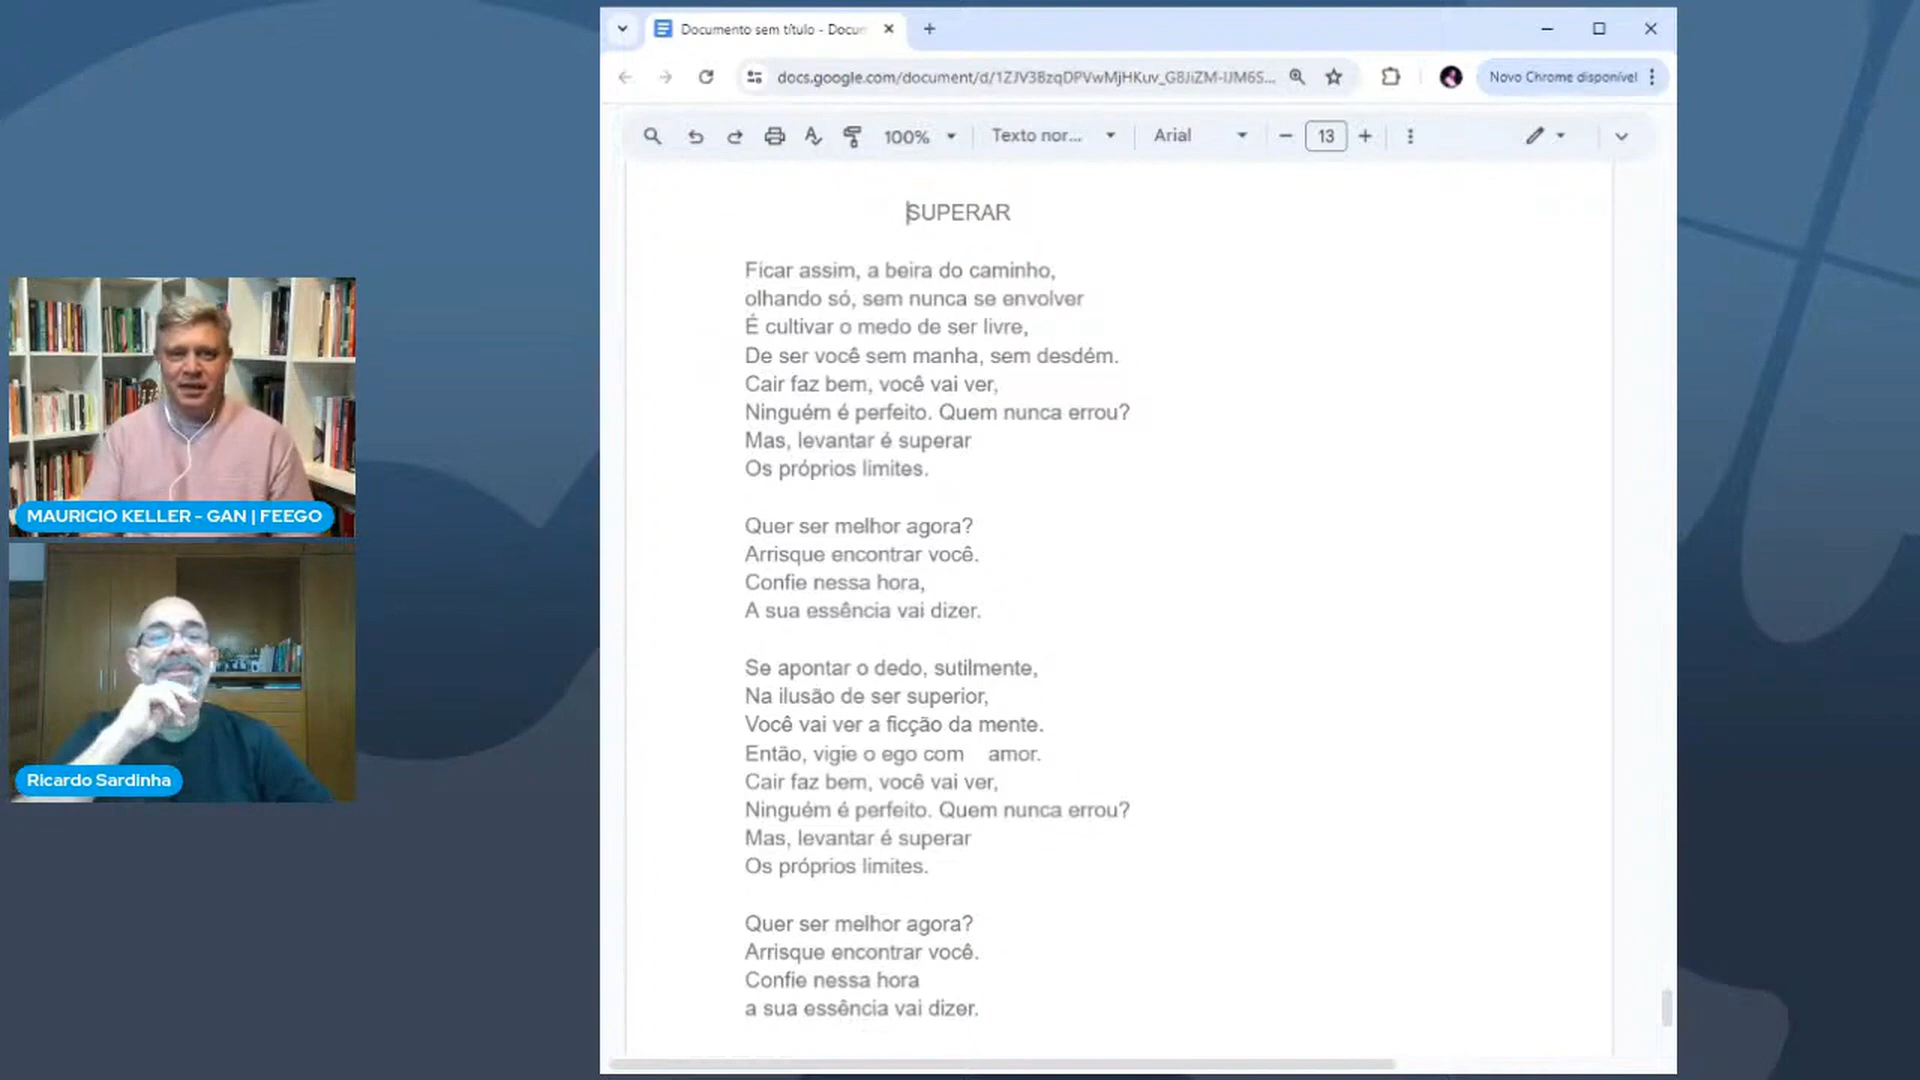 Documento sem título - Docum
docs.google.com/document/d/1ZJV38zqDPVwMjHKuv_G8JiZM-IJM6S...
Novo Chrome disponível
100%
Texto nor...
Arial
13
SUPERAR
Ficar assim, a beira do caminho,
olhando só, sem nunca se envolver
É cultivar o medo de ser livre,
De ser você sem manha, sem desdém.
Cair faz bem, você vai ver,
Ninguém é perfeito. Quem nunca errou?
Mas, levantar é superar
Os próprios limites.
Quer ser melhor agora?
Arrisque encontrar você.
Confie nessa hora,
A sua essência vai dizer.
Se apontar o dedo, sutilmente,
Na ilusão de ser superior,
Você vai ver a ficção da mente.
Então, vigie o ego com    amor.
Cair faz bem, você vai ver,
Ninguém é perfeito. Quem nunca errou?
Mas, levantar é superar
Os próprios limites.
Quer ser melhor agora?
Arrisque encontrar você.
Confie nessa hora
a sua essência vai dizer.
MAURICIO KELLER - GAN | FEEGO
Ricardo Sardinha